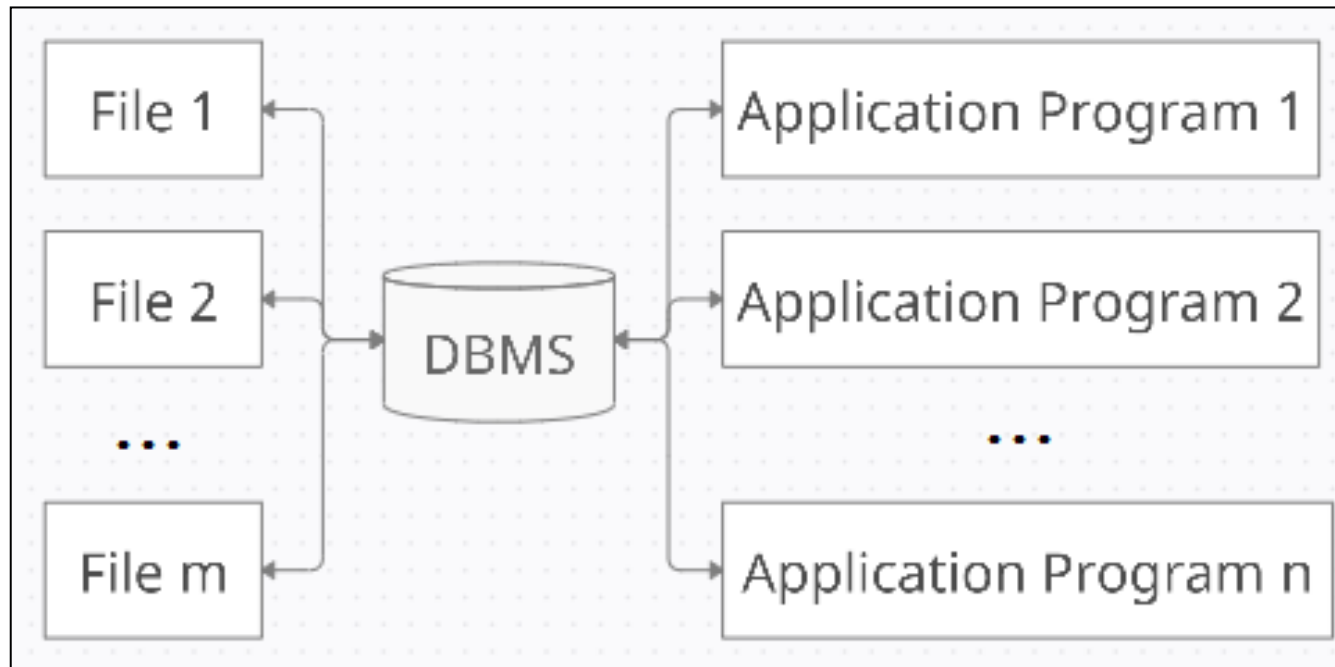 File 1
Application Program 1
File 2
Application Program 2
DBMS
...
...
File m
Application Program n